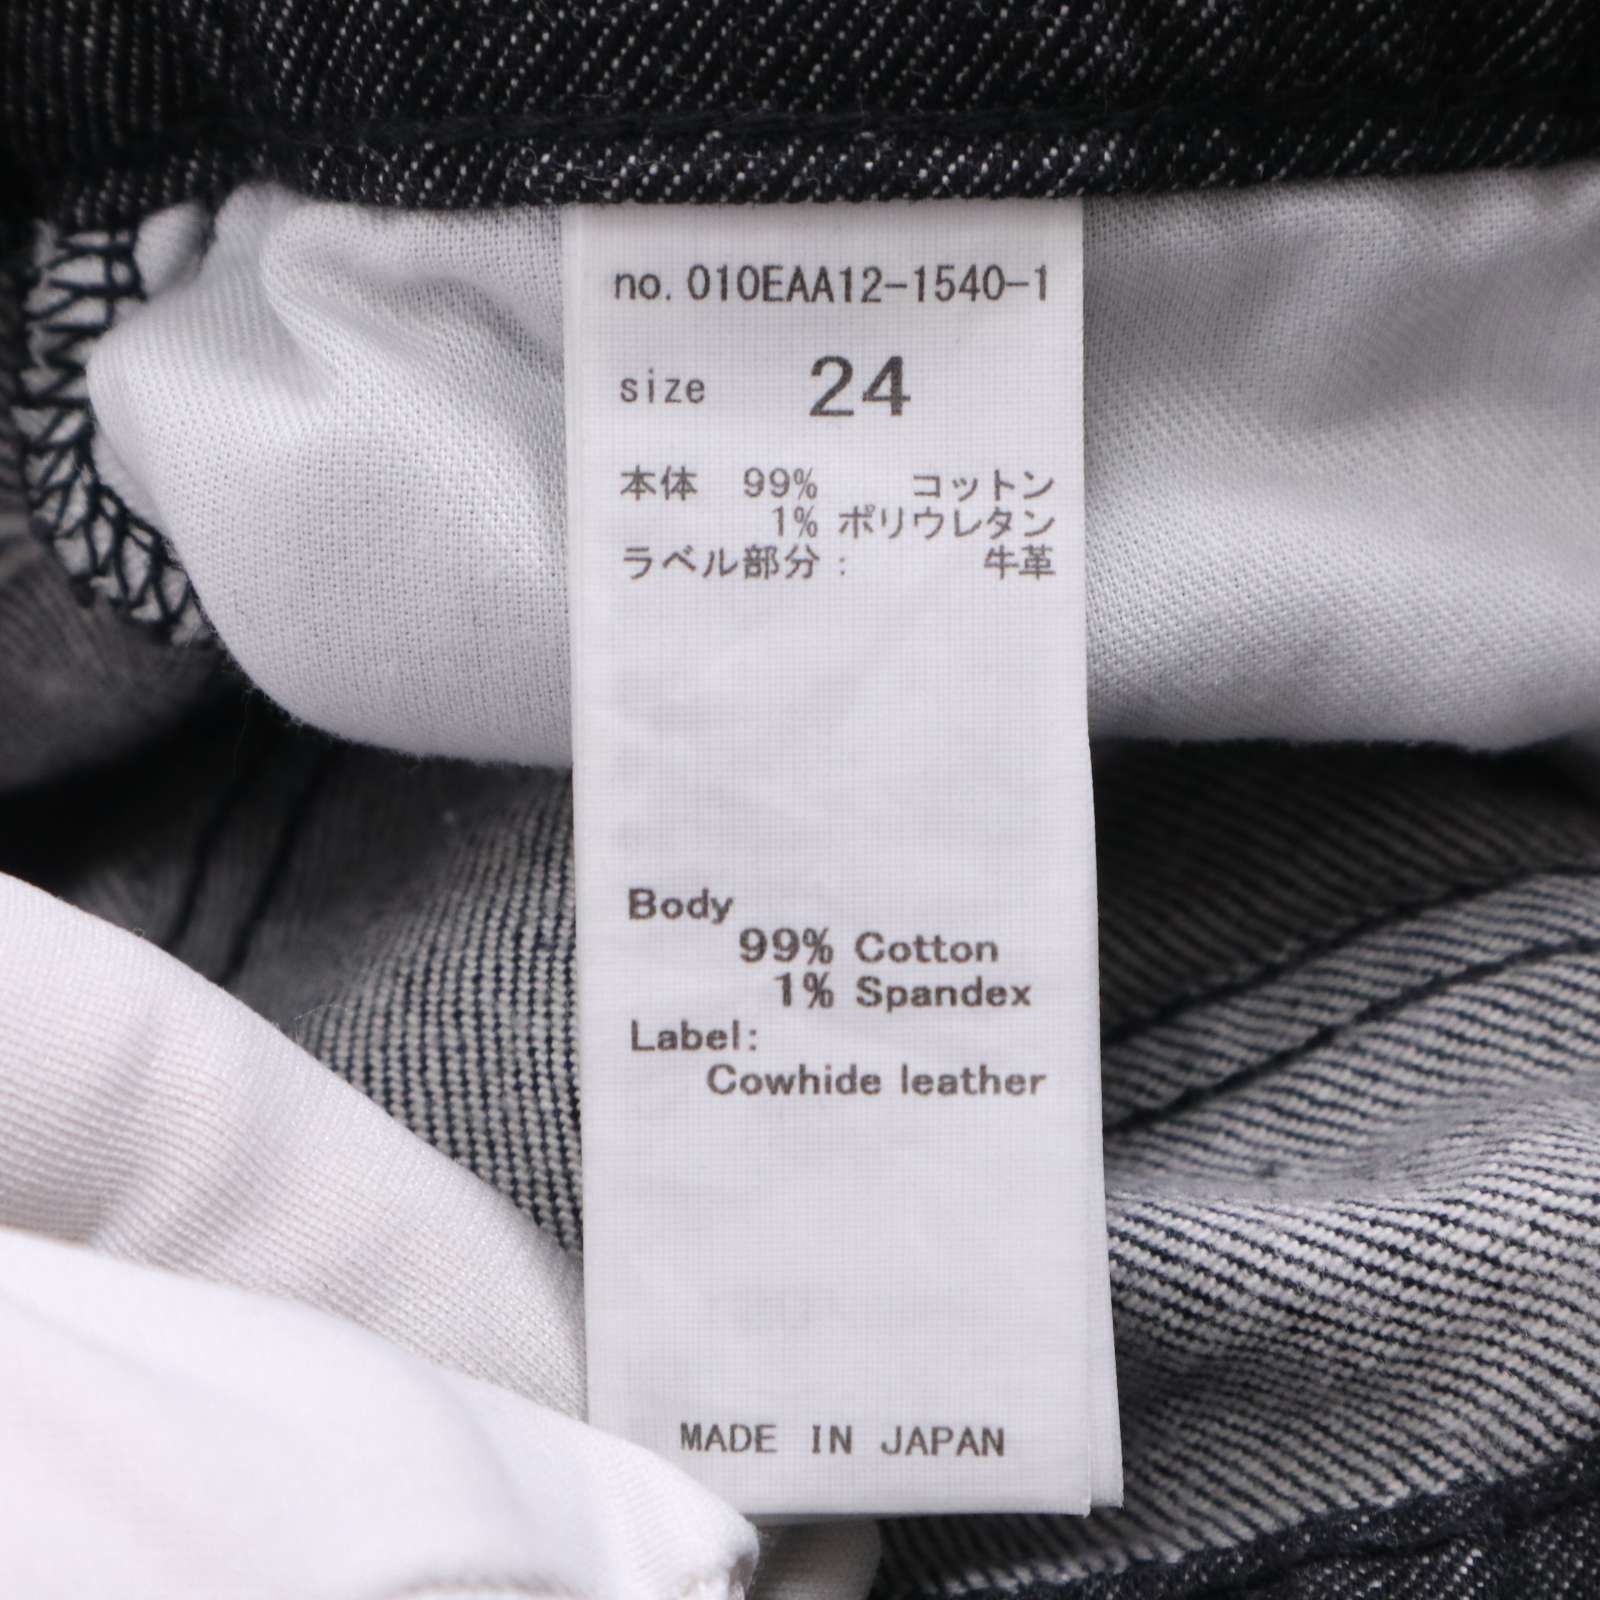 no. 010EAA12-1540-1
size 24
本体 99% コットン
1% ポリウレタン
ラベル部分： 牛革
Body
99% Cotton
1% Spandex
Label:
Cowhide leather
MADE IN JAPAN